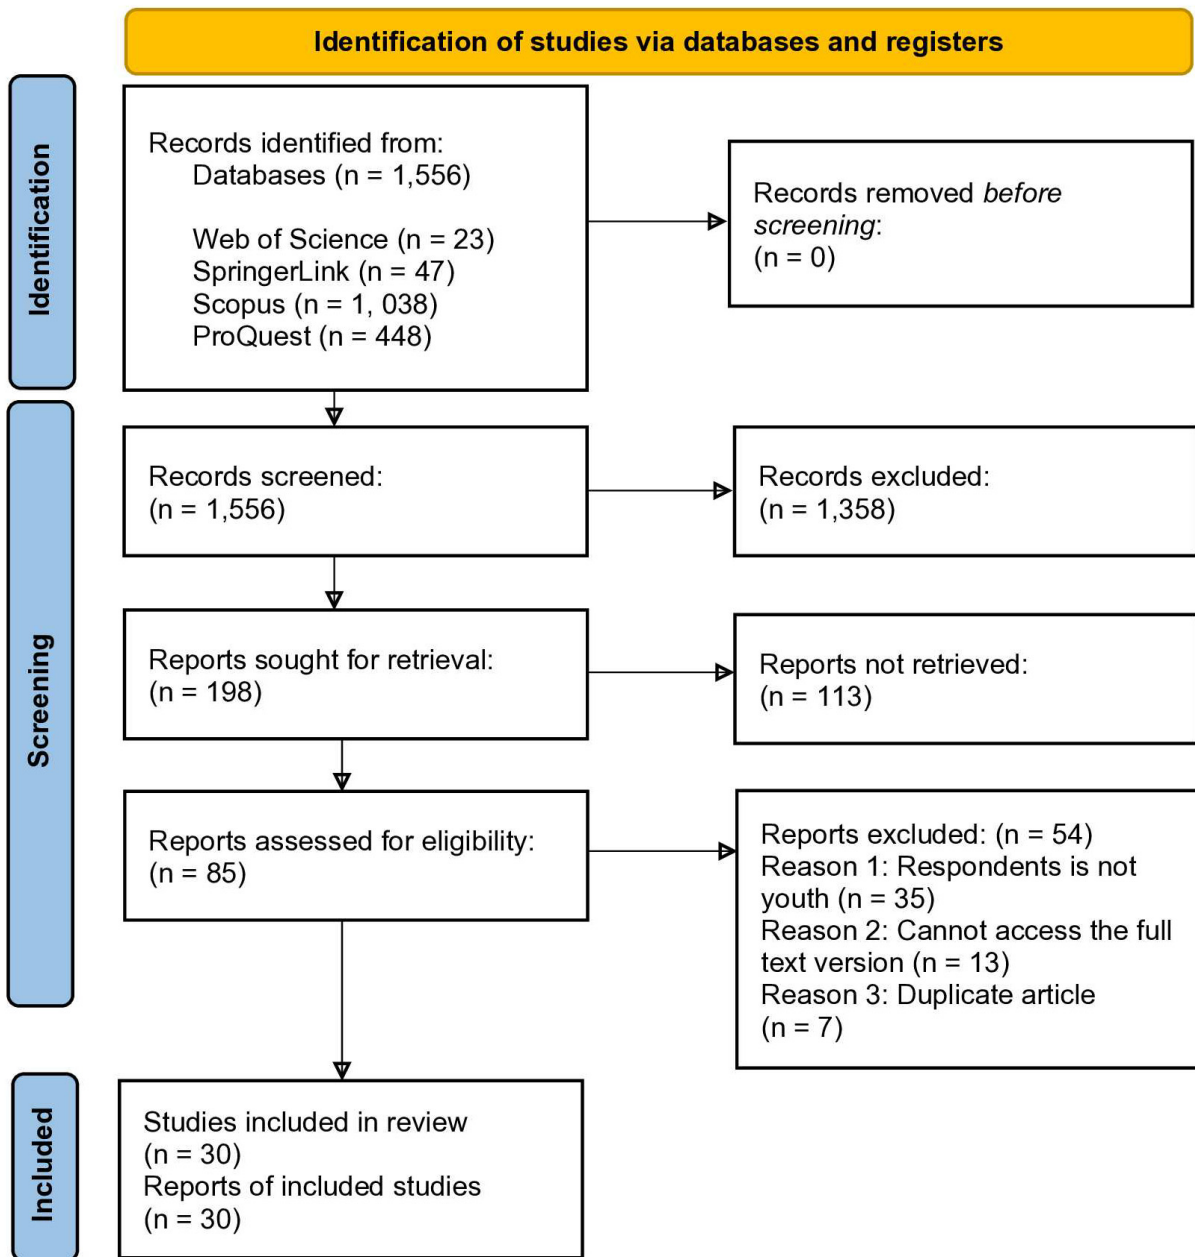 Identification of studies via databases and registers
Identification
Records identified from:
Databases (n = 1,556)
Web of Science (n = 23)
SpringerLink (n = 47)
Scopus (n = 1, 038)
ProQuest (n = 448)
Records removed before
screening:
(n = 0)
Screening
Records screened:
(n = 1,556)
Records excluded:
(n = 1,358)
Reports sought for retrieval:
(n = 198)
Reports not retrieved:
(n = 113)
Reports assessed for eligibility:
(n = 85)
Reports excluded: (n = 54)
Reason 1: Respondents is not
youth (n = 35)
Reason 2: Cannot access the full
text version (n = 13)
Reason 3: Duplicate article
(n = 7)
Included
Studies included in review
(n = 30)
Reports of included studies
(n = 30)